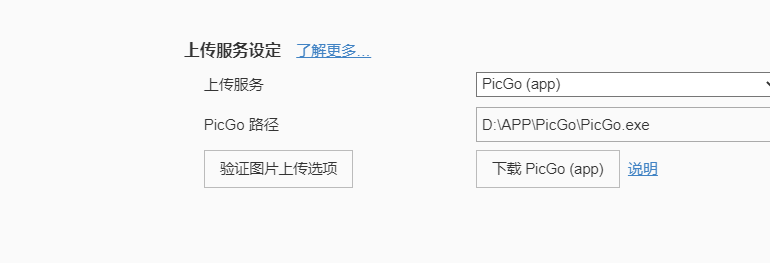 上传服务设定 了解更多...
上传服务 PicGo (app)
PicGo 路径 D:\APP\PicGo\PicGo.exe
验证图片上传选项 下载 PicGo (app) 说明